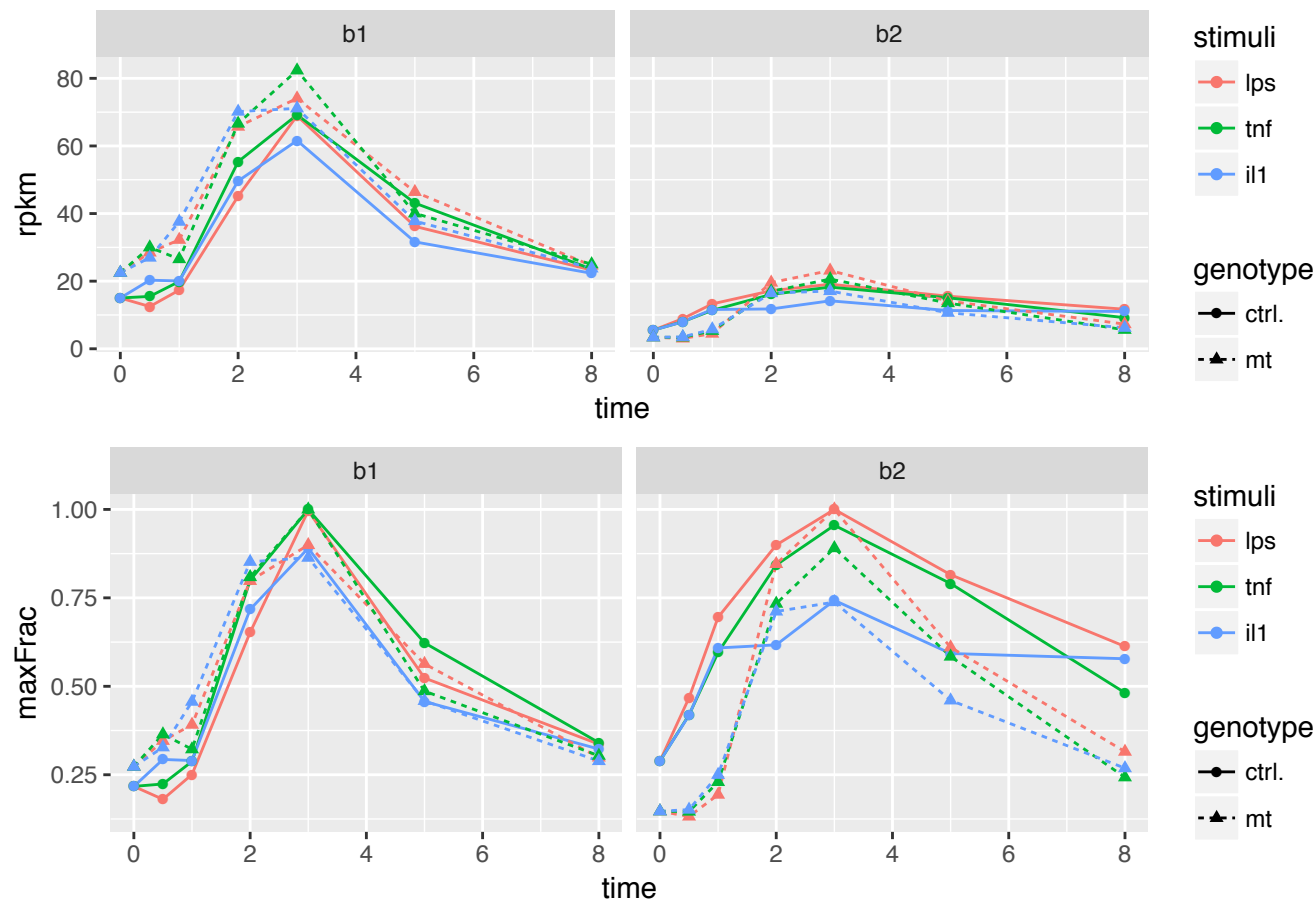 b1 b2
80
60
40
20
0
rpkm
0 2 4 6 8 0 2 4 6 8
time
stimuli
lps
tnf
il1
genotype
ctrl.
mt
b1 b2
1.00
0.75
0.50
0.25
maxFrac
0 2 4 6 8 0 2 4 6 8
time
stimuli
lps
tnf
il1
genotype
ctrl.
mt